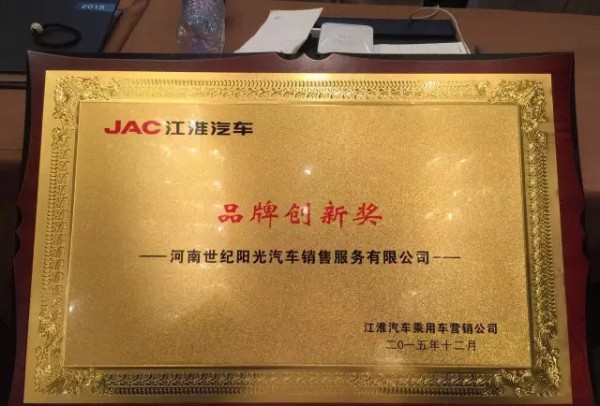 2016
JAC江淮汽车
品牌创新奖
——河南世纪阳光汽车销售服务有限公司——
江淮汽车乘用车营销公司
二○一五年十二月